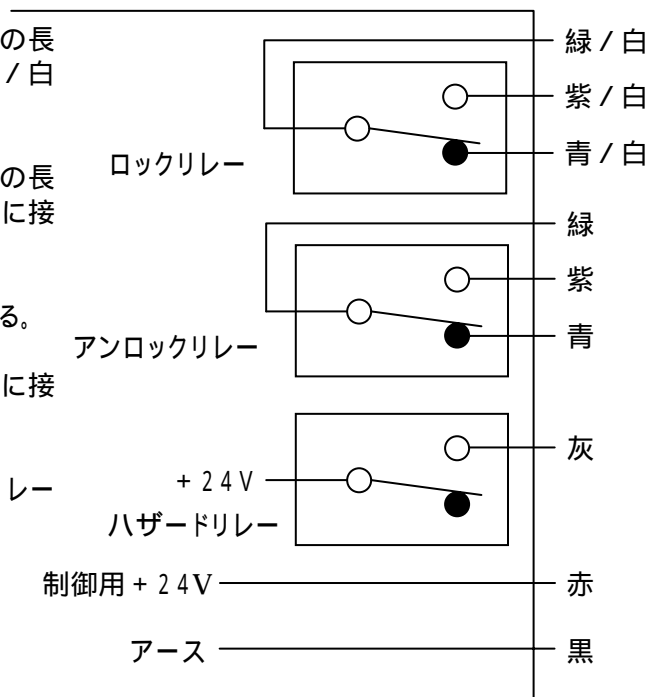 の長
/白
の長
に接
る。
に接
レー
緑/白
紫/白
青/白
ロックリレー
緑
紫
青
アンロックリレー
灰
+24V
ハザードリレー
制御用+24V
赤
アース
黒